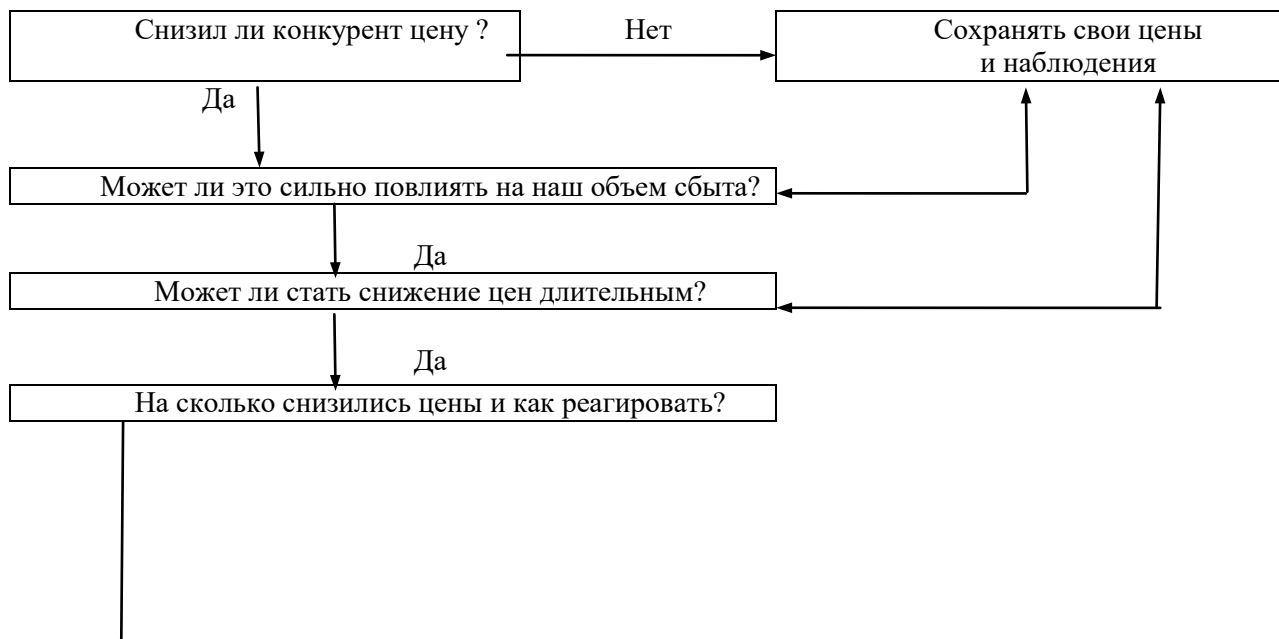 Снизил ли конкурент цену ?
Нет
Сохранять свои цены
и наблюдения
Да
Может ли это сильно повлиять на наш объем сбыта?
Да
Может ли стать снижение цен длительным?
Да
На сколько снизились цены и как реагировать?